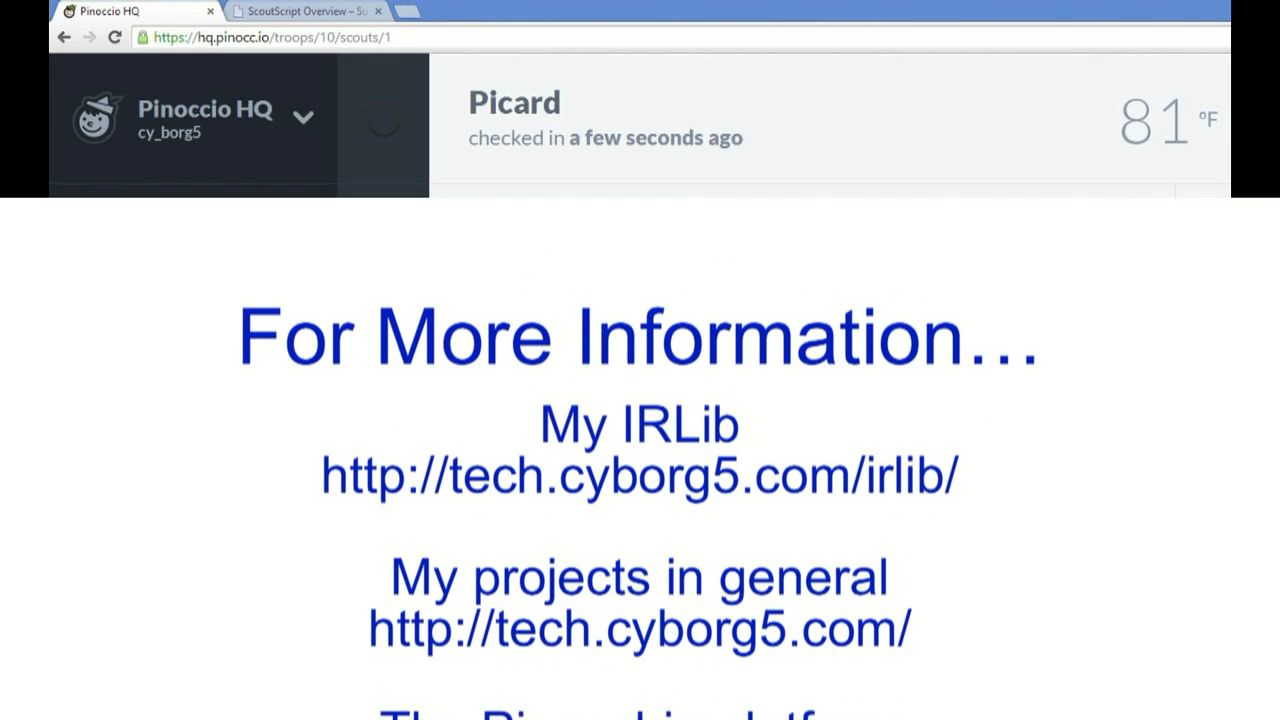 Pinoccio HQ
ScoutScript Overview – Su
https://hq.pinocc.io/troops/10/scouts/1
Pinoccio HQ
cy_borg5
Picard
checked in a few seconds ago
81 °F
For More Information...
My IRLib
http://tech.cyborg5.com/irlib/
My projects in general
http://tech.cyborg5.com/